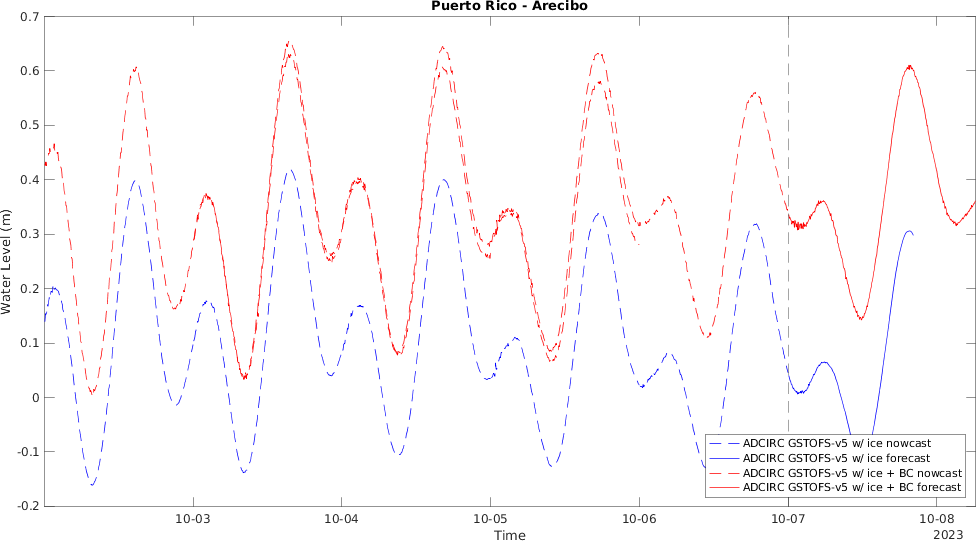 Puerto Rico - Arecibo
0.7
0.6
0.5
0.4
0.3
0.2
0.1
0
-0.1
-0.2
Water Level (m)
10-03 10-04 10-05 10-06 10-07 10-08
Time
2023
ADCIRC GSTOFS-v5 w/ ice nowcast
ADCIRC GSTOFS-v5 w/ ice forecast
ADCIRC GSTOFS-v5 w/ ice + BC nowcast
ADCIRC GSTOFS-v5 w/ ice + BC forecast